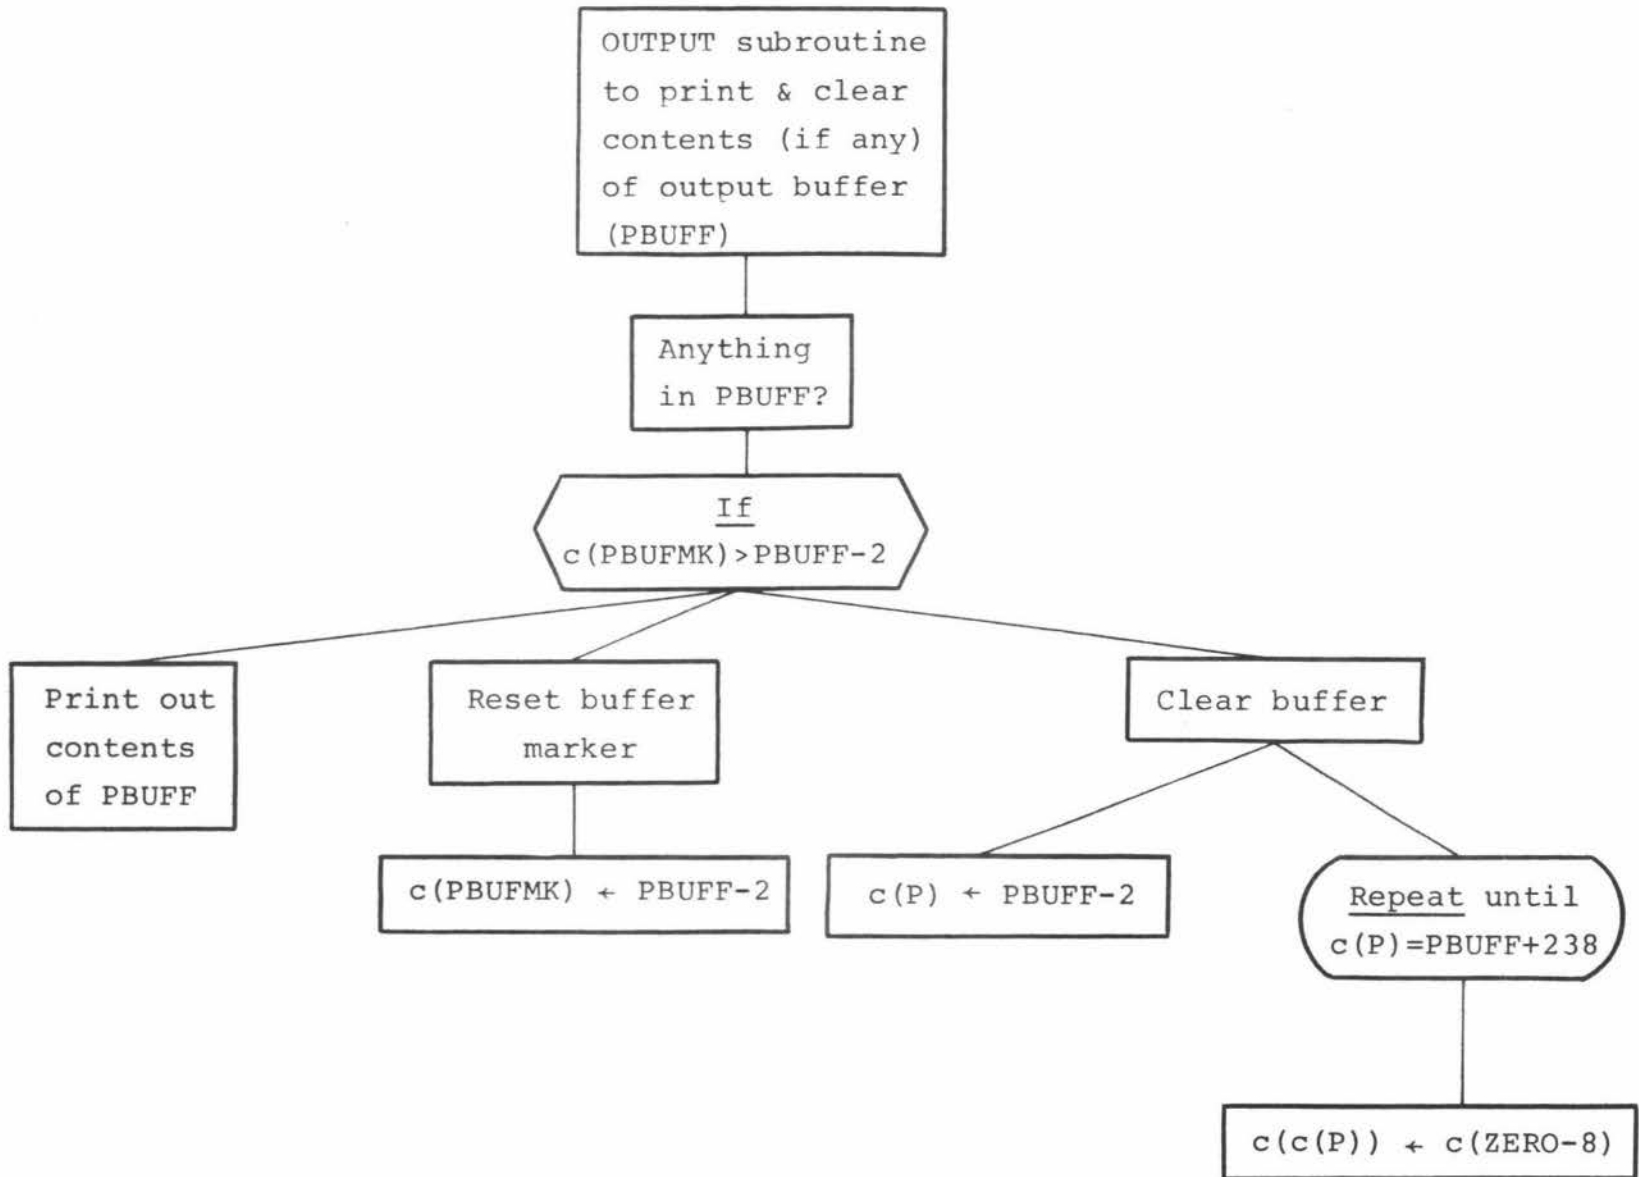 OUTPUT subroutine
to print & clear
contents (if any)
of output buffer
(PBUFF)
Anything
in PBUFF?
If
c(PBUFMK)>PBUFF-2
Print out
contents
of PBUFF
Reset buffer
marker
c(PBUFMK) ← PBUFF-2
Clear buffer
c(P) ← PBUFF-2
Repeat until
c(P)=PBUFF+238
c(c(P)) ← c(ZERO-8)